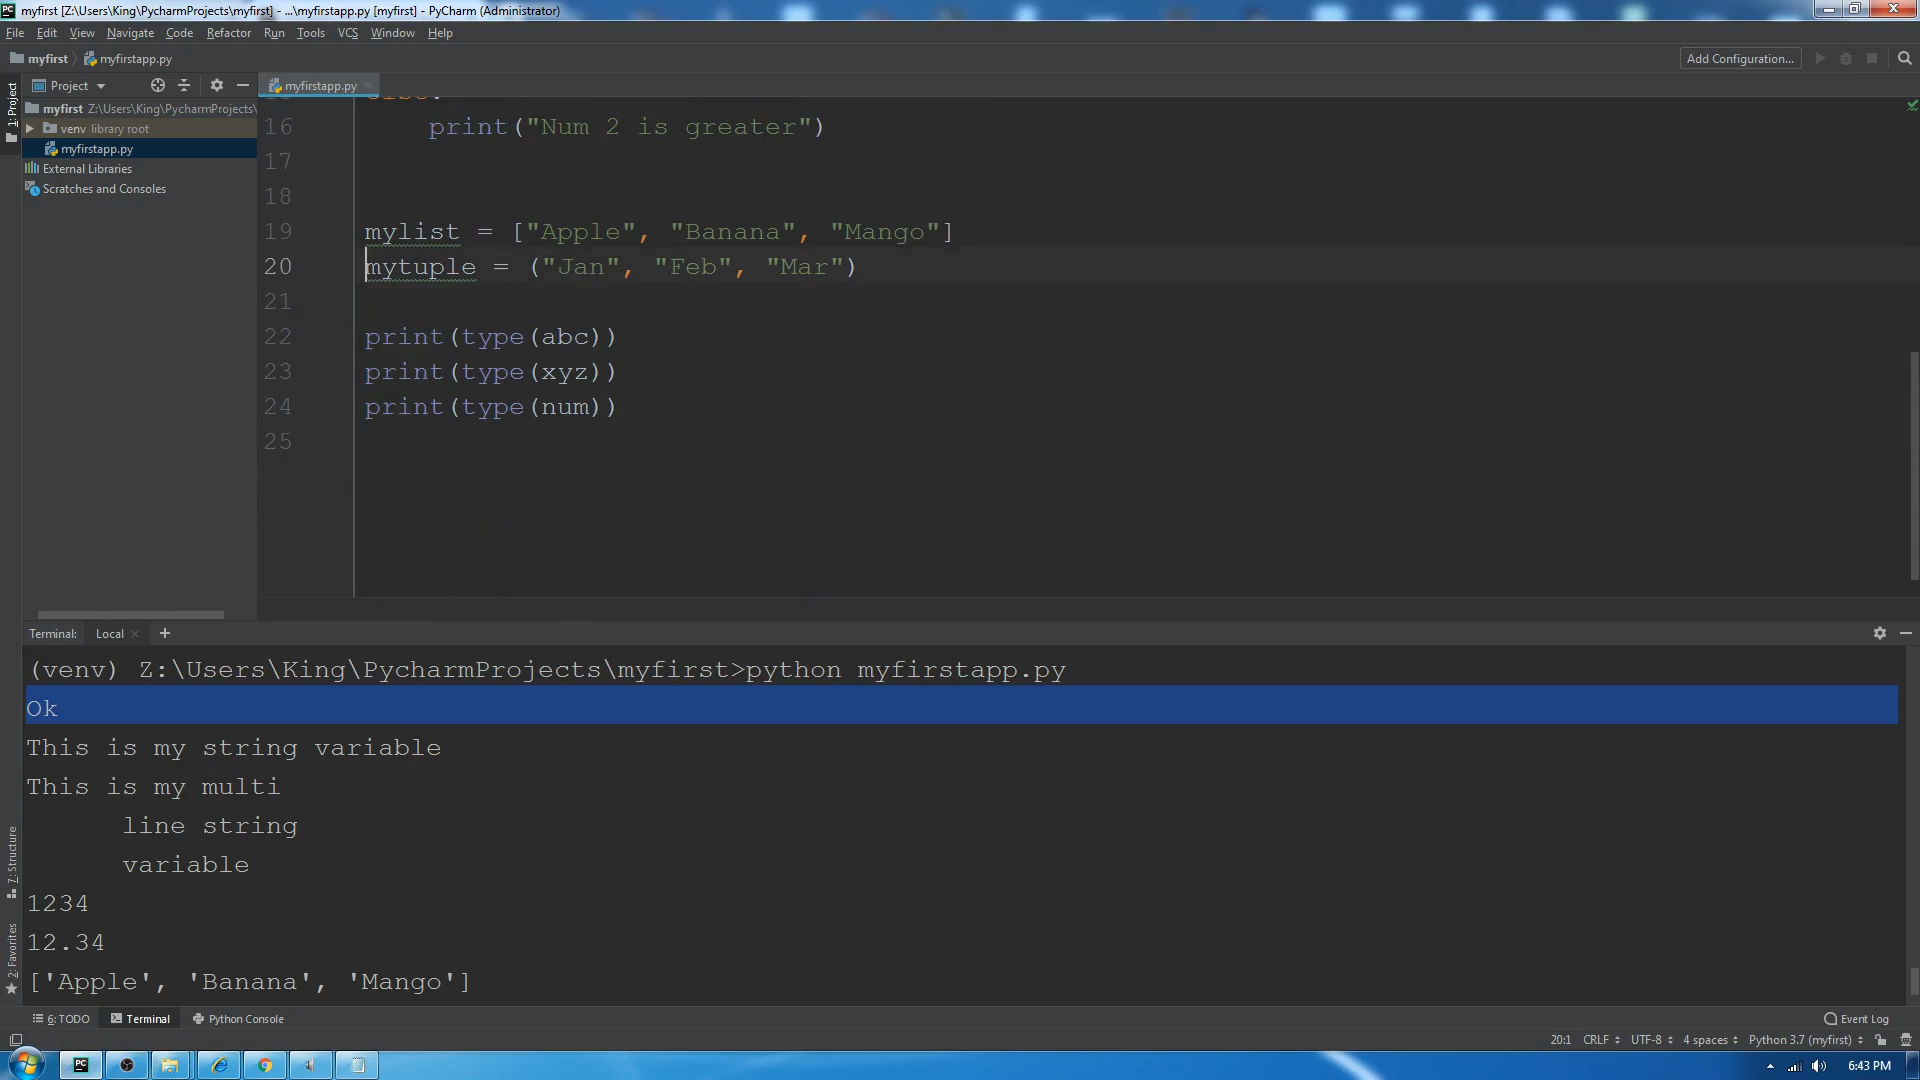 myfirst [Z:\Users\King\PycharmProjects\myfirst] - ...\myfirstapp.py [myfirst] - PyCharm (Administrator)
File Edit View Navigate Code Refactor Run Tools VCS Window Help
myfirst myfirstapp.py Add Configuration...
1: Project
Project
myfirstapp.py
myfirst Z:\Users\King\PycharmProjects\
venv library root
myfirstapp.py
External Libraries
Scratches and Consoles
16 print("Num 2 is greater")
17
18
19 mylist = ["Apple", "Banana", "Mango"]
20 mytuple = ("Jan", "Feb", "Mar")
21
22 print(type(abc))
23 print(type(xyz))
24 print(type(num))
25
Terminal: Local
(venv) Z:\Users\King\PycharmProjects\myfirst>python myfirstapp.py
Ok
This is my string variable
This is my multi
line string
variable
1234
12.34
['Apple', 'Banana', 'Mango']
7: Structure
2: Favorites
6: TODO Terminal Python Console Event Log
20:1 CRLF UTF-8 4 spaces Python 3.7 (myfirst)
6:43 PM